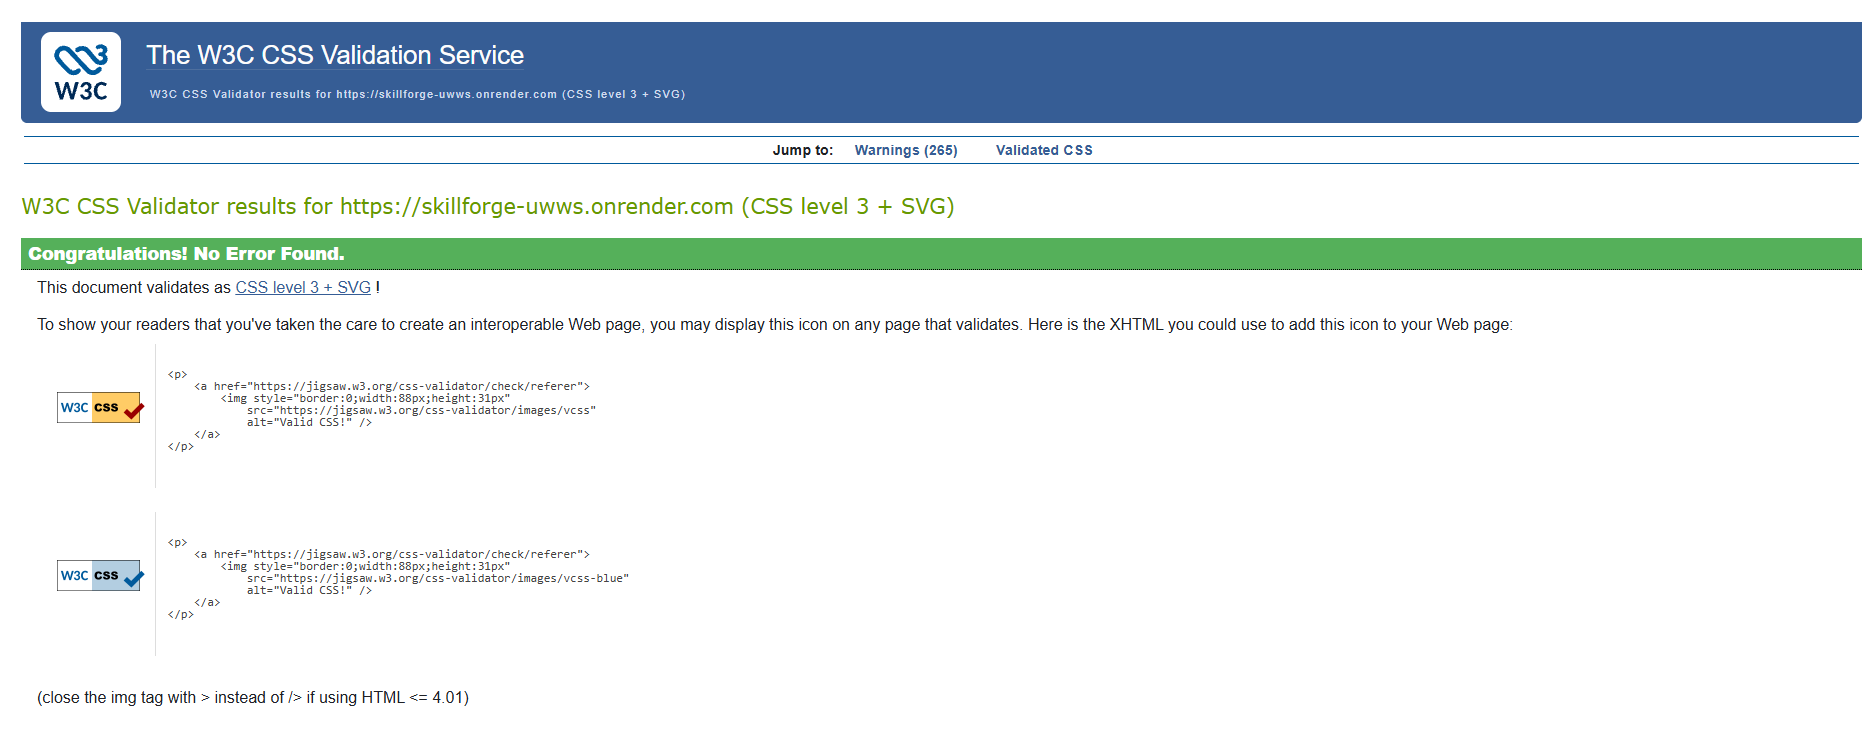 W3C
The W3C CSS Validation Service
W3C CSS Validator results for https://skillforge-uwws.onrender.com (CSS level 3 + SVG)
Jump to: Warnings (265) Validated CSS
W3C CSS Validator results for https://skillforge-uwws.onrender.com (CSS level 3 + SVG)
Congratulations! No Error Found.
This document validates as CSS level 3 + SVG !
To show your readers that you've taken the care to create an interoperable Web page, you may display this icon on any page that validates. Here is the XHTML you could use to add this icon to your Web page:
W3C CSS
<p>
<a href="https://jigsaw.w3.org/css-validator/check/referer">
<img style="border:0;width:88px;height:31px"
src="https://jigsaw.w3.org/css-validator/images/vcss"
alt="Valid CSS!" />
</a>
</p>
W3C CSS
<p>
<a href="https://jigsaw.w3.org/css-validator/check/referer">
<img style="border:0;width:88px;height:31px"
src="https://jigsaw.w3.org/css-validator/images/vcss-blue"
alt="Valid CSS!" />
</a>
</p>
(close the img tag with > instead of /> if using HTML <= 4.01)